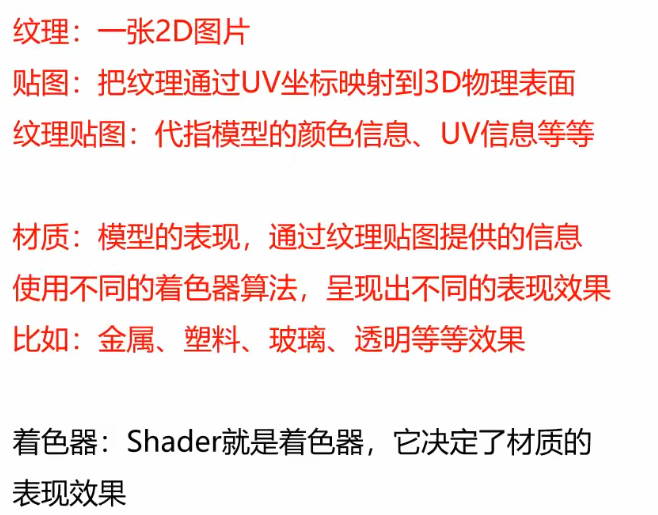 纹理：一张2D图片
贴图：把纹理通过UV坐标映射到3D物理表面
纹理贴图：代指模型的颜色信息、UV信息等等
材质：模型的表现，通过纹理贴图提供的信息
使用不同的着色器算法，呈现出不同的表现效果
比如：金属、塑料、玻璃、透明等等效果
着色器：Shader就是着色器，它决定了材质的
表现效果